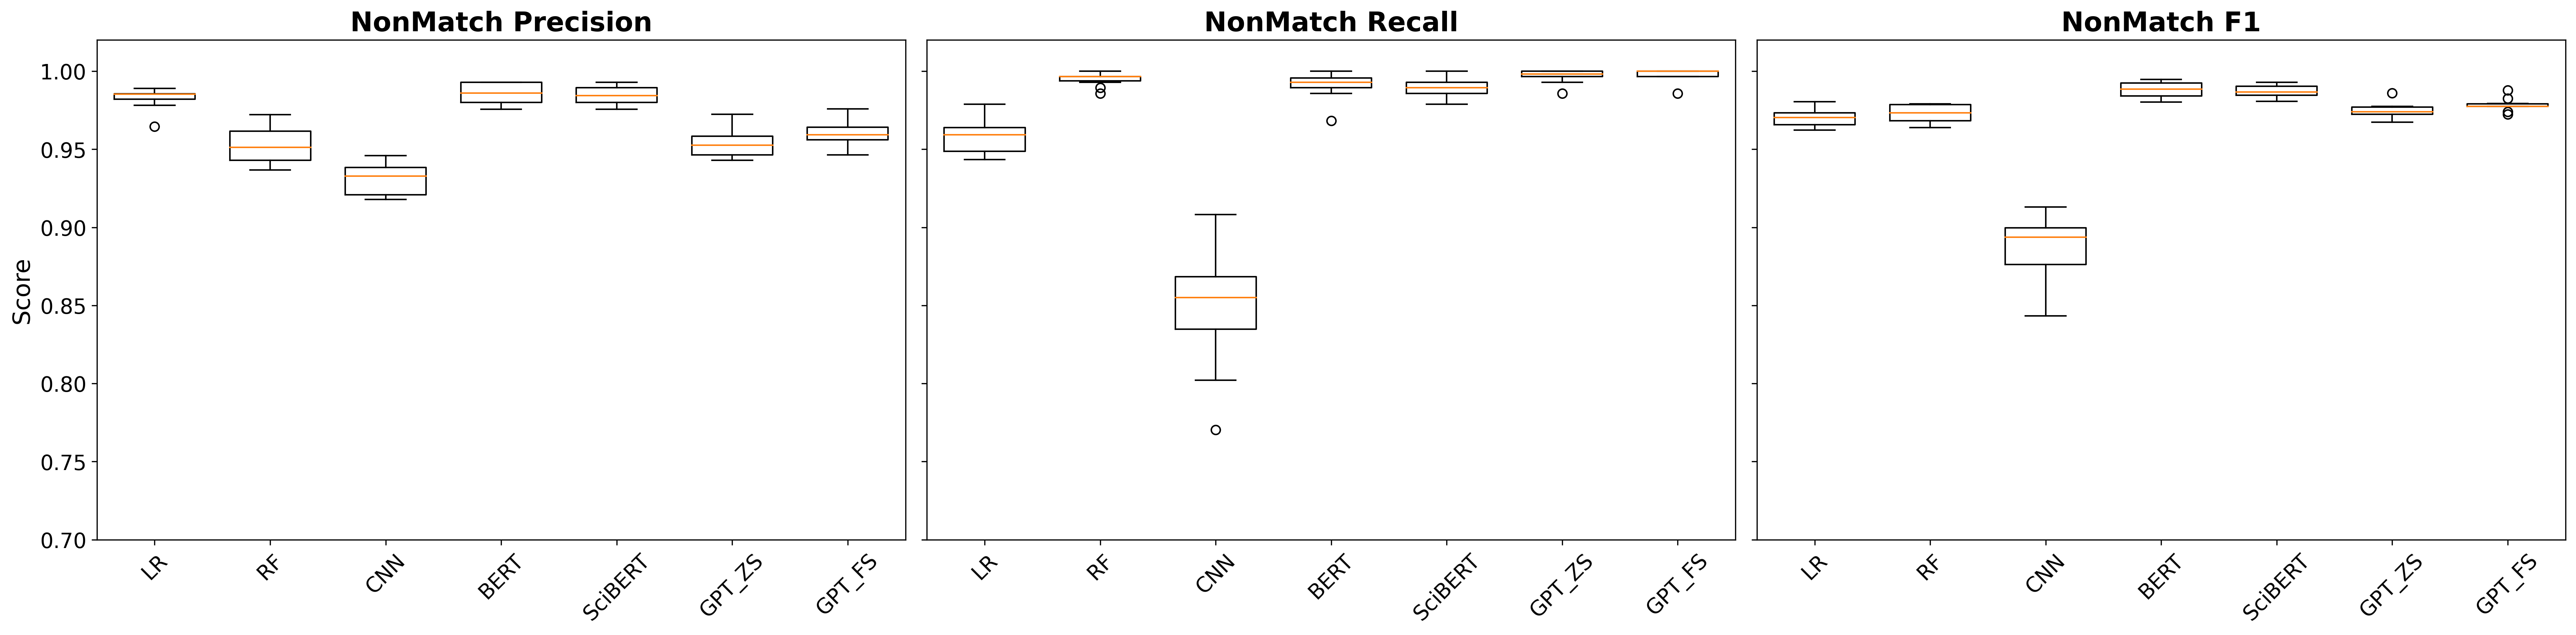 NonMatch Precision
NonMatch Recall
NonMatch F1
Score
1.00
0.95
0.90
0.85
0.80
0.75
0.70
LR
RF
CNN
BERT
SciBERT
GPT_ZS
GPT_FS
LR
RF
CNN
BERT
SciBERT
GPT_ZS
GPT_FS
LR
RF
CNN
BERT
SciBERT
GPT_ZS
GPT_FS